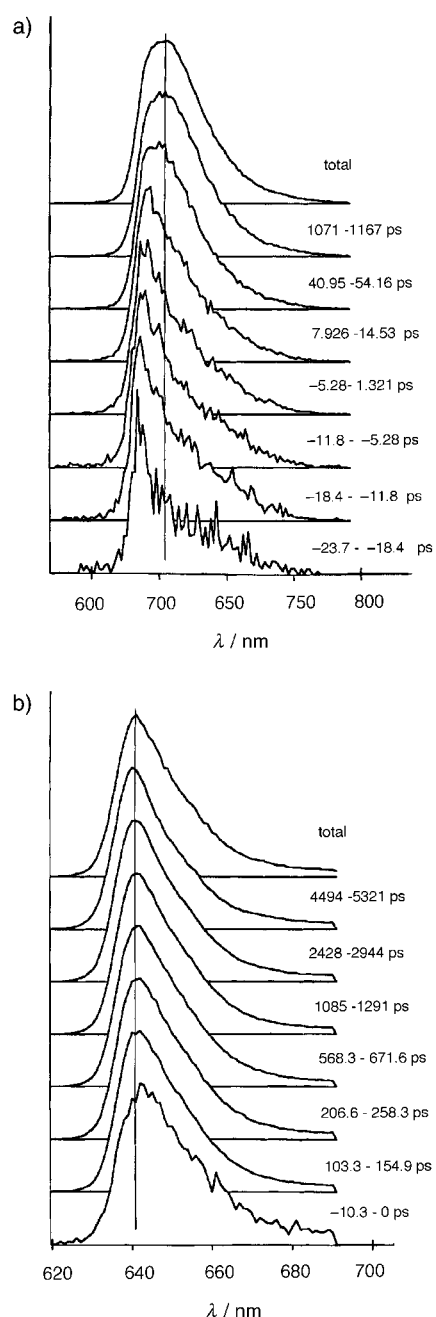 a)
total
1071 -1167 ps
40.95 -54.16 ps
7.926 -14.53 ps
-5.28- 1.321 ps
-11.8 - -5.28 ps
-18.4 - -11.8 ps
-23.7 - -18.4 ps
600 700 650 750 800
λ / nm
b)
total
4494 -5321 ps
2428 -2944 ps
1085 -1291 ps
568.3 - 671.6 ps
206.6 - 258.3 ps
103.3 - 154.9 ps
-10.3 - 0 ps
620 640 660 680 700
λ / nm